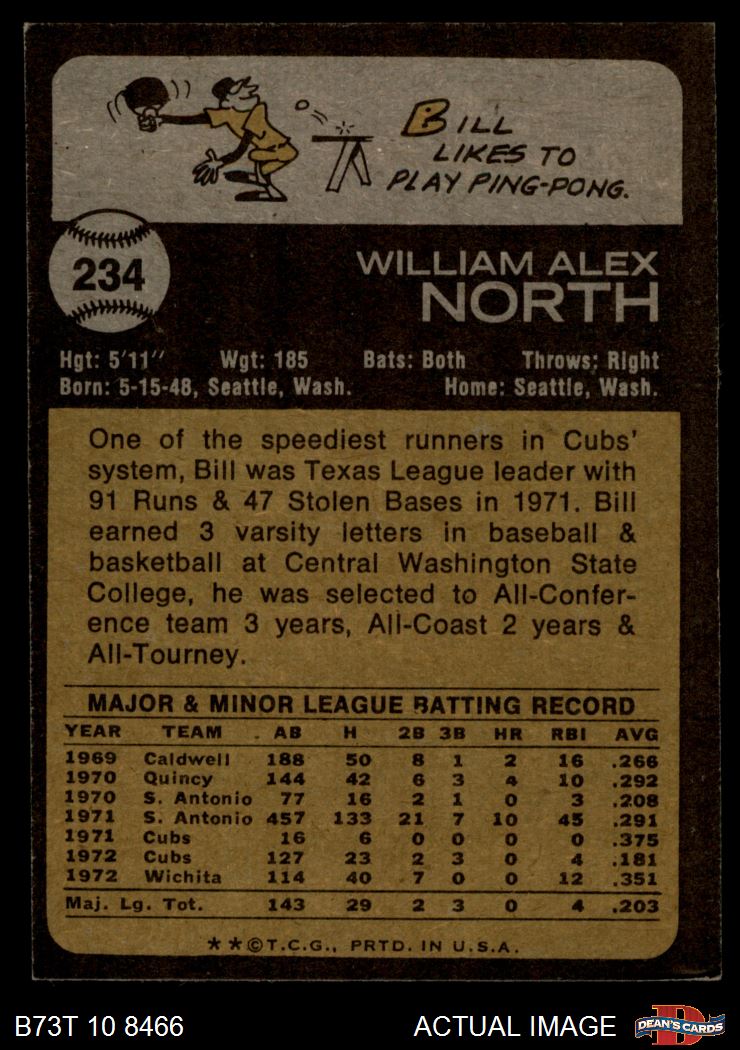 BILL
LIKES TO
PLAY PING-PONG.
234
WILLIAM ALEX
NORTH
Hgt: 5'11" Wgt: 185 Bats: Both Throws: Right
Born: 5-15-48, Seattle, Wash. Home: Seattle, Wash.
One of the speediest runners in Cubs'
system, Bill was Texas League leader with
91 Runs & 47 Stolen Bases in 1971. Bill
earned 3 varsity letters in baseball &
basketball at Central Washington State
College, he was selected to All-Confer-
ence team 3 years, All-Coast 2 years &
All-Tourney.
MAJOR & MINOR LEAGUE BATTING RECORD
YEAR TEAM AB H 2B 3B HR RBI AVG
1969 Caldwell 188 50 8 1 2 16 .266
1970 Quincy 144 42 6 3 4 10 .292
1970 S. Antonio 77 16 2 1 0 3 .208
1971 S. Antonio 457 133 21 7 10 45 .291
1971 Cubs 16 6 0 0 0 0 .375
1972 Cubs 127 23 2 3 0 4 .181
1972 Wichita 114 40 7 0 0 12 .351
Maj. Lg. Tot. 143 29 2 3 0 4 .203
**©T.C.G., PRTD. IN U.S.A.
B73T 10 8466 ACTUAL IMAGE
D
DEAN'S CARDS